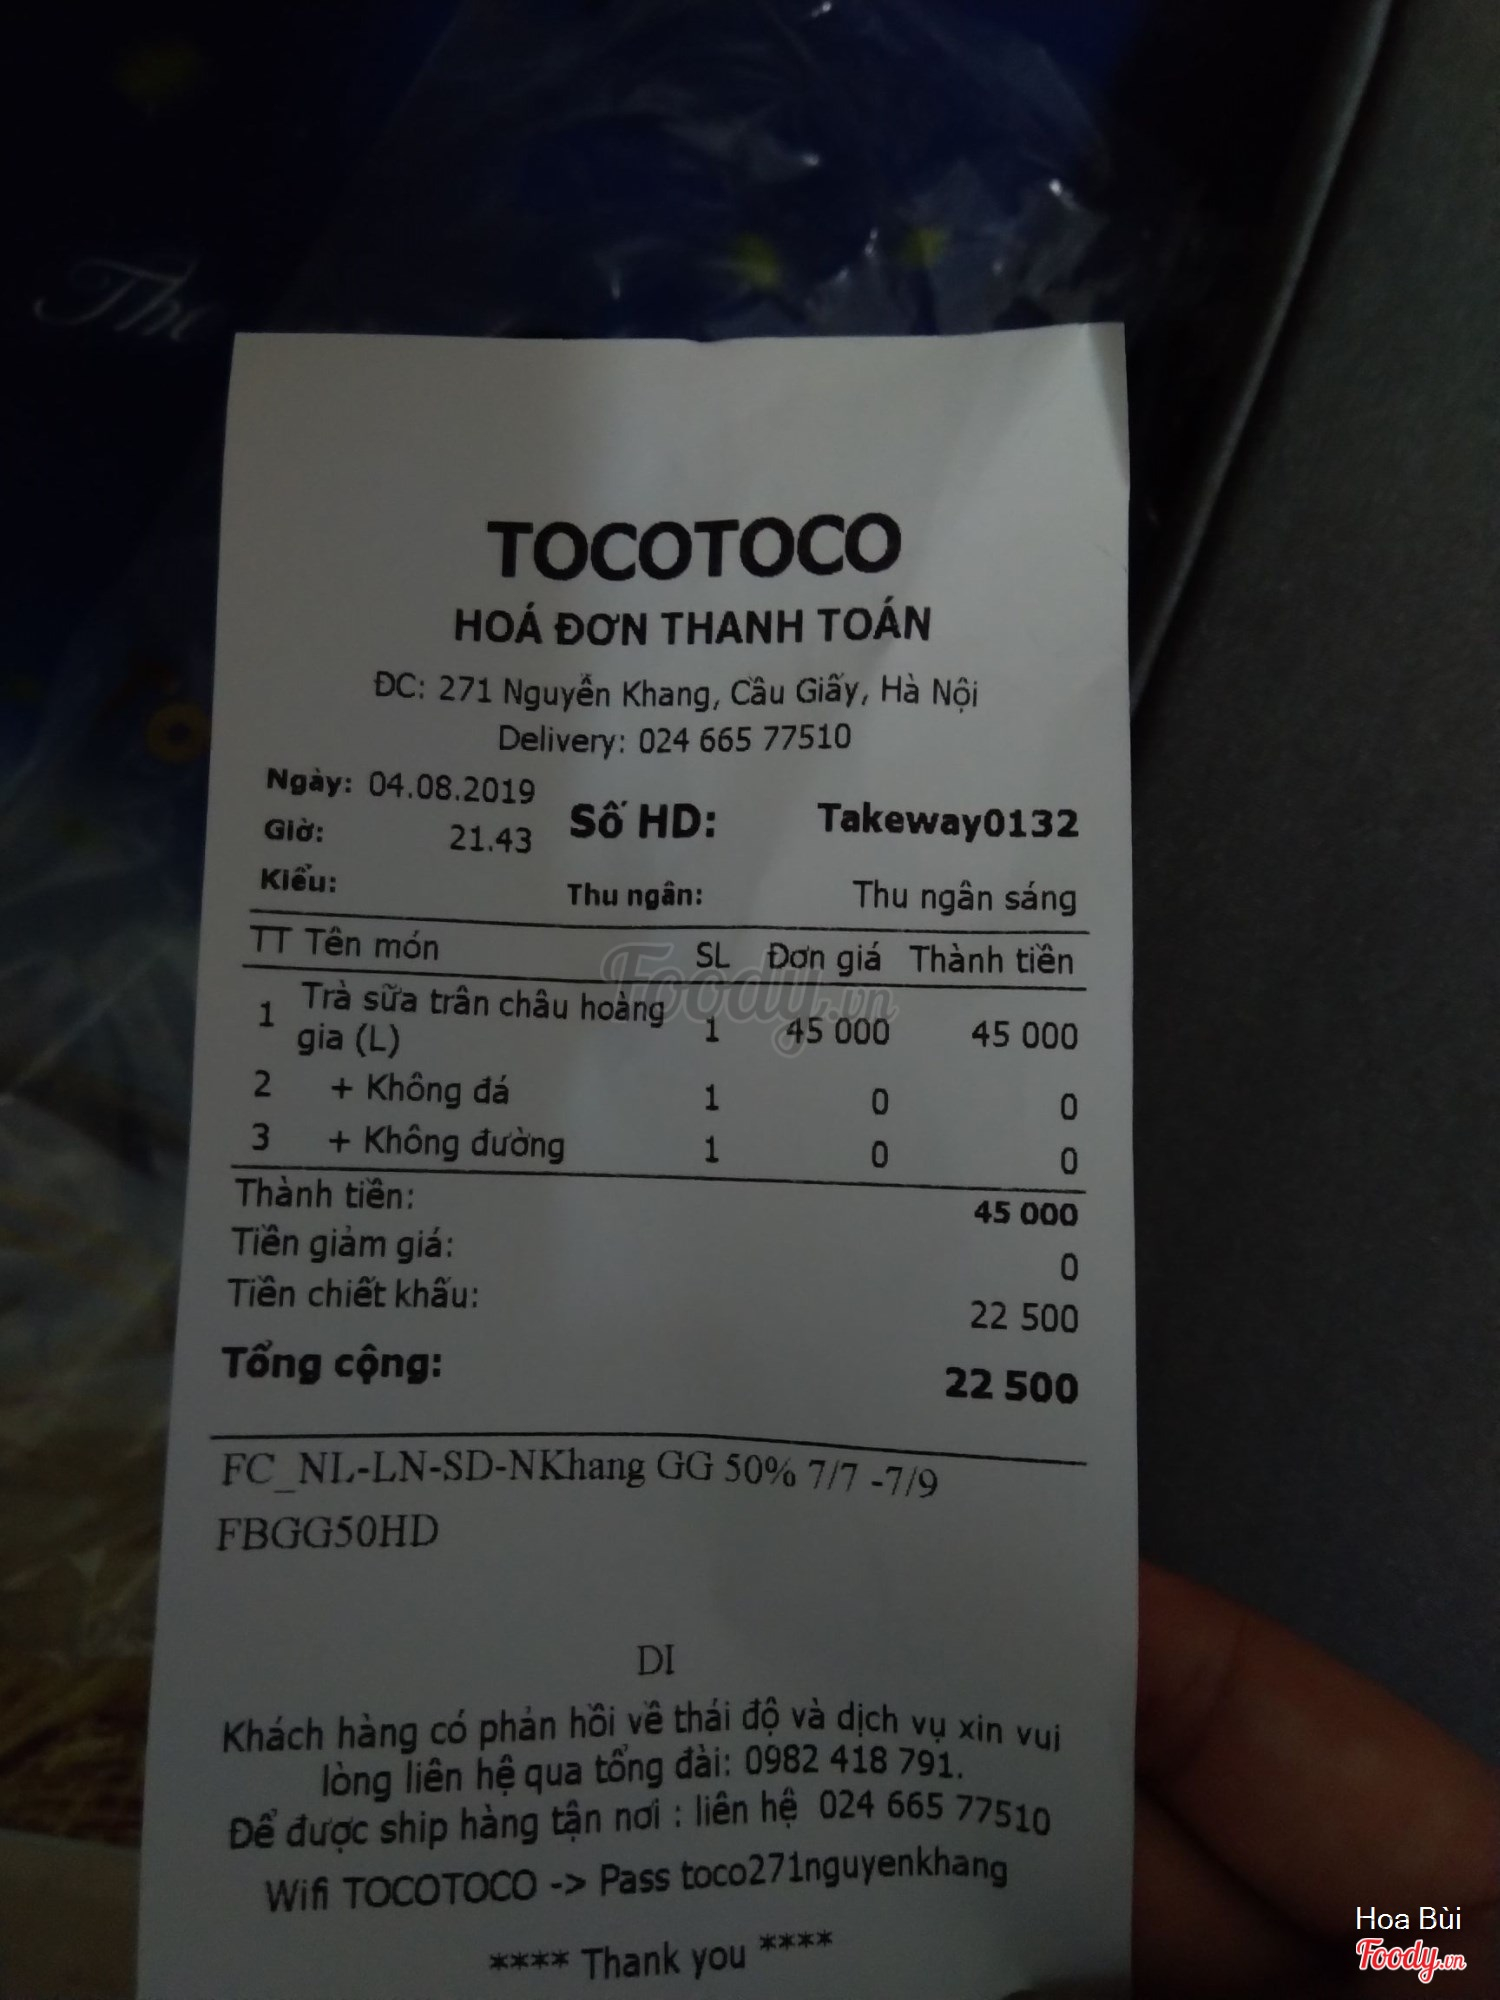 The
TOCOTOCO
HOÁ ĐƠN THANH TOÁN
ĐC: 271 Nguyễn Khang, Cầu Giấy, Hà Nội
Delivery: 024 665 77510
Ngày: 04.08.2019
Số HD: Takeway0132
Giờ: 21.43
Kiểu: Thu ngân: Thu ngân sáng
TT Tên món SL Đơn giá Thành tiền
1 Trà sữa trân châu hoàng gia (L) 1 45 000 45 000
2 + Không đá 1 0 0
3 + Không đường 1 0 0
Thành tiền: 45 000
Tiền giảm giá: 0
Tiền chiết khấu: 22 500
Tổng cộng: 22 500
FC_NL-LN-SD-NKhang GG 50% 7/7 -7/9
FBGG50HD
DI
Khách hàng có phản hồi về thái độ và dịch vụ xin vui
lòng liên hệ qua tổng đài: 0982 418 791.
Để được ship hàng tận nơi : liên hệ 024 665 77510
Wifi TOCOTOCO -> Pass toco271nguyenkhang
**** Thank you ****
Foody.vn
Hoa Bùi
Foody.vn